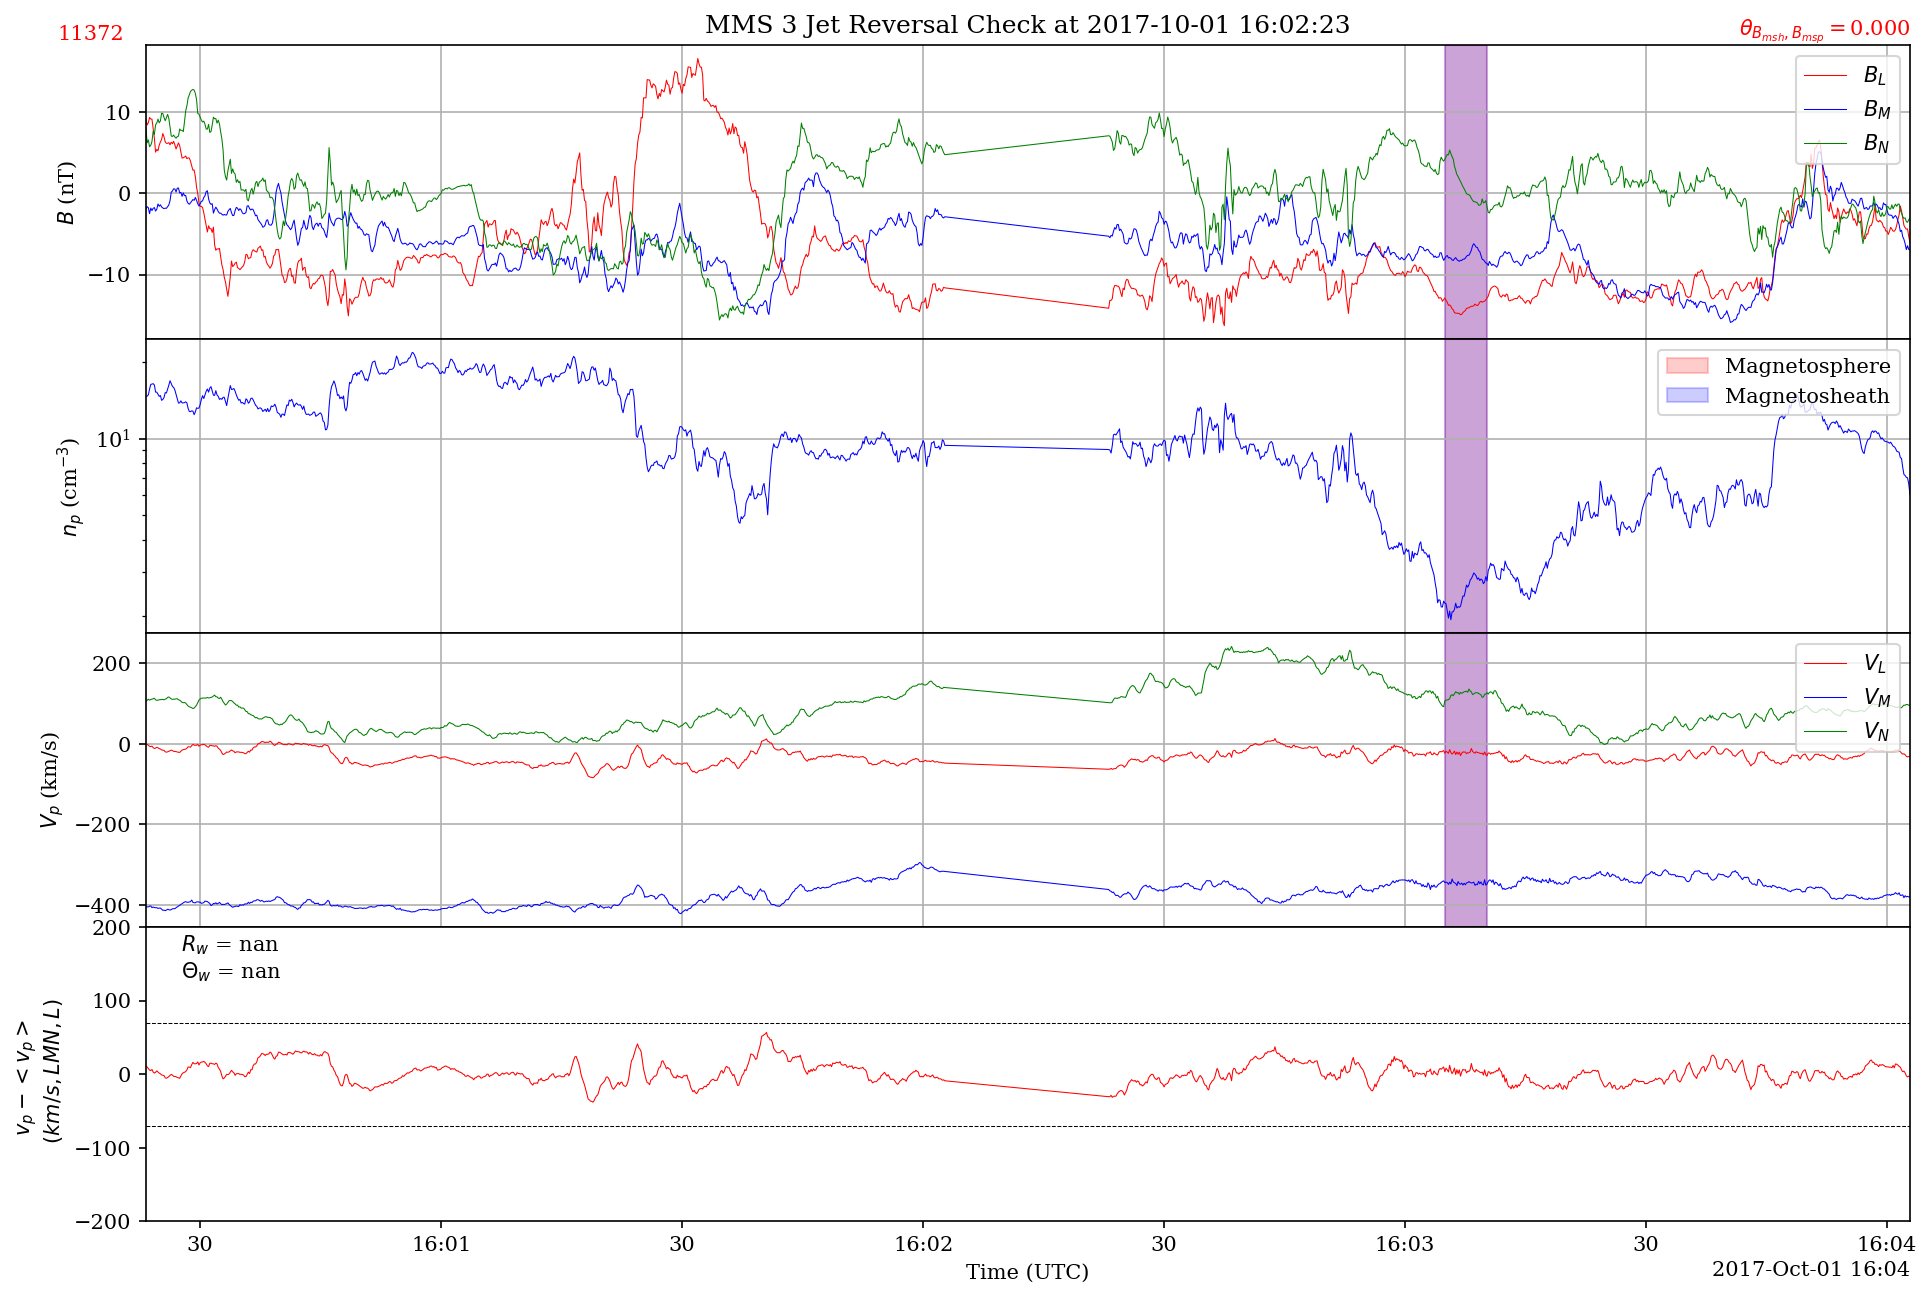 MMS 3 Jet Reversal Check at 2017-10-01 16:02:23
11372
θ_{B_{msh}, B_{msp}} = 0.000
B (nT)
10
0
−10
B_L
B_M
B_N
n_p (cm^{−3})
10^1
Magnetosphere
Magnetosheath
V_p (km/s)
200
0
−200
−400
V_L
V_M
V_N
v_p − < v_p >
(km/s, LMN, L)
200
100
0
−100
−200
R_w = nan
Θ_w = nan
30
16:01
30
16:02
30
16:03
30
16:04
Time (UTC)
2017-Oct-01 16:04